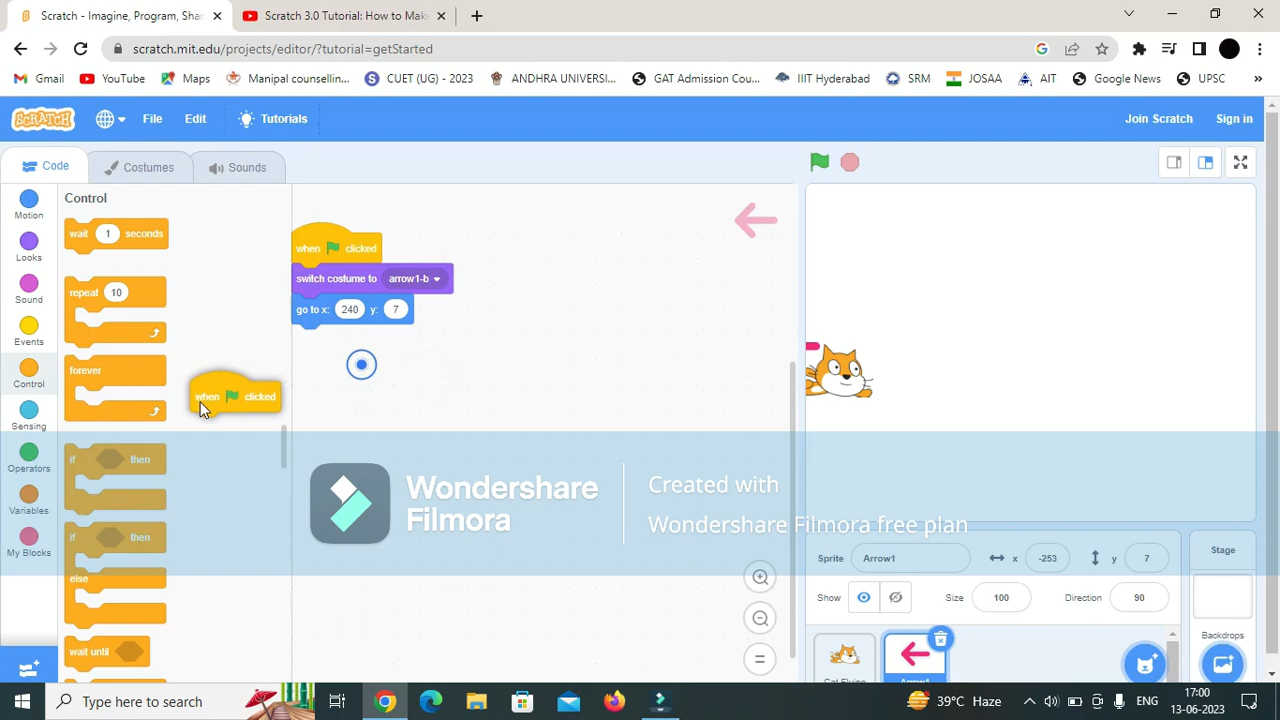 Scratch - Imagine, Program, Shar
Scratch 3.0 Tutorial: How to Make
scratch.mit.edu/projects/editor/?tutorial=getStarted
Gmail
YouTube
Maps
Manipal counselling...
CUET (UG) - 2023
ANDHRA UNIVERSI...
GAT Admission Cou...
IIIT Hyderabad
SRM
JOSAA
AIT
Google News
UPSC
»
SCRATCH
File
Edit
Tutorials
Join Scratch
Sign in
Code
Costumes
Sounds
Motion
Looks
Sound
Events
Control
Sensing
Operators
Variables
My Blocks
Control
wait 1 seconds
repeat 10
forever
if then
if then
else
wait until
when clicked
when clicked
switch costume to arrow1-b
go to x: 240 y: 7
Wondershare
Filmora
Created with
Wondershare Filmora free plan
Sprite Arrow1 x -253 y 7
Show Size 100 Direction 90
Cat Flying
Arrow1
Stage
Backdrops
Type here to search
39°C Haze
ENG
17:00
13-06-2023